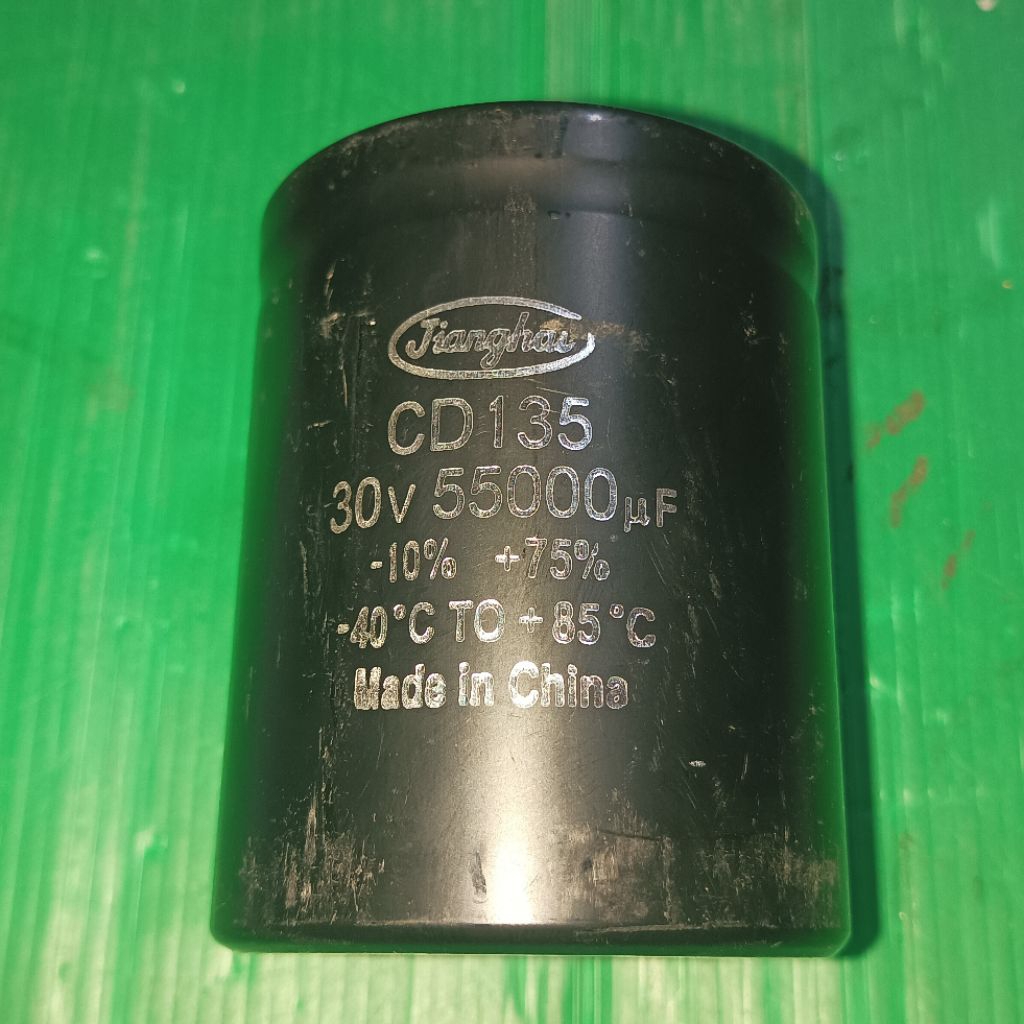 Jianghai
CD135
30V 55000µF
-10% +75%
-40°C TO +85°C
Made in China